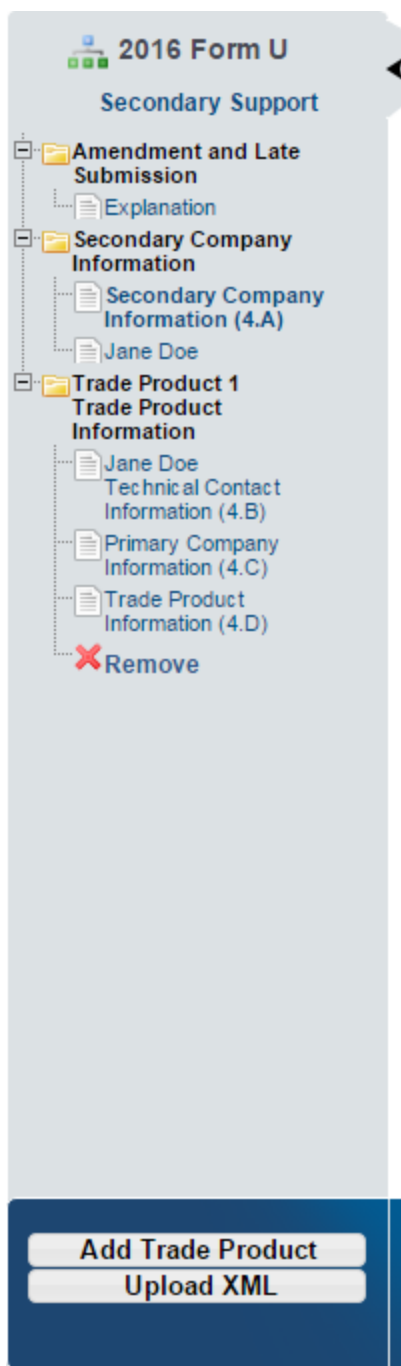 2016 Form U
Secondary Support
Amendment and Late
Submission
Explanation
Secondary Company
Information
Secondary Company
Information (4.A)
Jane Doe
Trade Product 1
Trade Product
Information
Jane Doe
Technical Contact
Information (4.B)
Primary Company
Information (4.C)
Trade Product
Information (4.D)
Remove
Add Trade Product
Upload XML